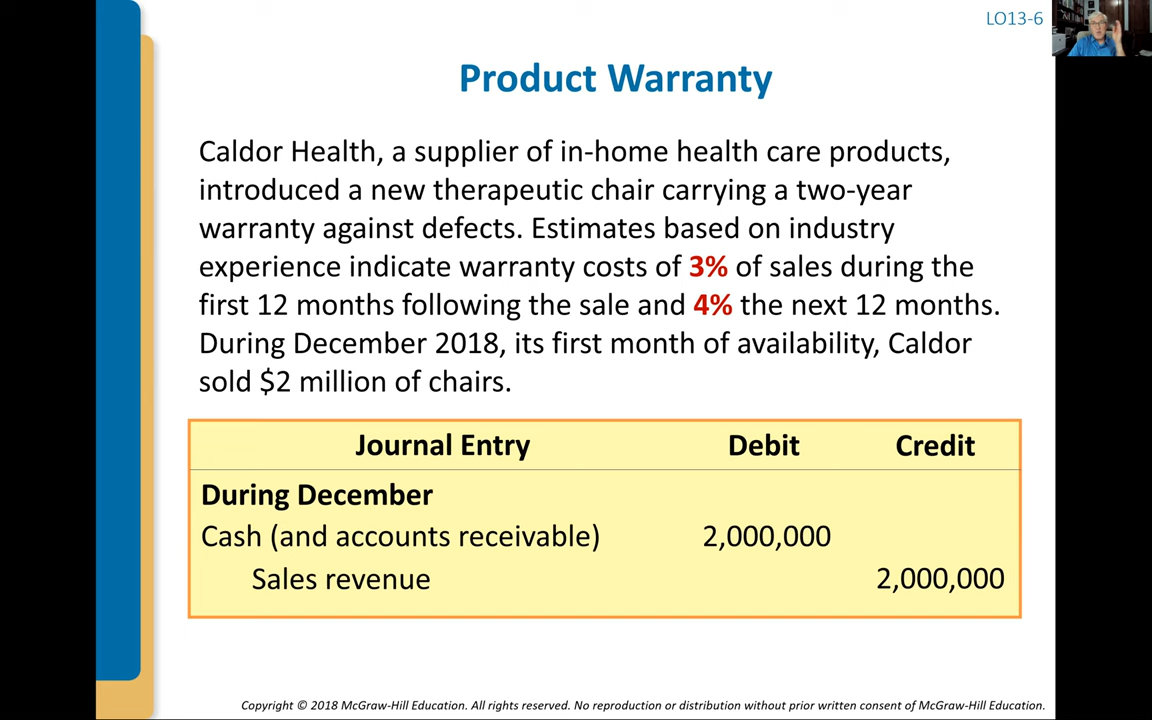 LO13-6
Product Warranty
Caldor Health, a supplier of in-home health care products,
introduced a new therapeutic chair carrying a two-year
warranty against defects. Estimates based on industry
experience indicate warranty costs of 3% of sales during the
first 12 months following the sale and 4% the next 12 months.
During December 2018, its first month of availability, Caldor
sold $2 million of chairs.
Journal Entry Debit Credit
During December
Cash (and accounts receivable) 2,000,000
Sales revenue 2,000,000
Copyright © 2018 McGraw-Hill Education. All rights reserved. No reproduction or distribution without prior written consent of McGraw-Hill Education.